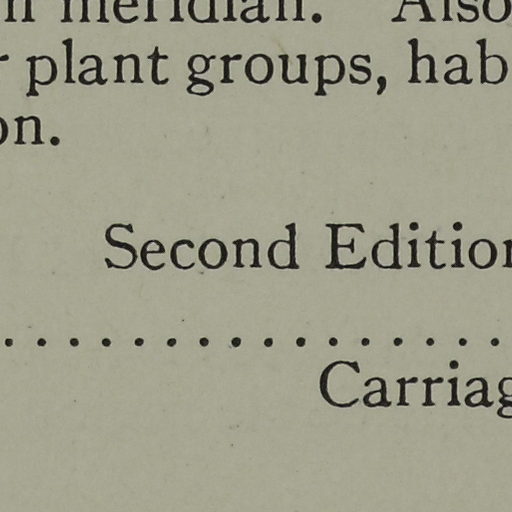 meridian. Also
plant groups, hab
on.
Second Edition
. . . . . . . . . . . . . . . .
Carriag